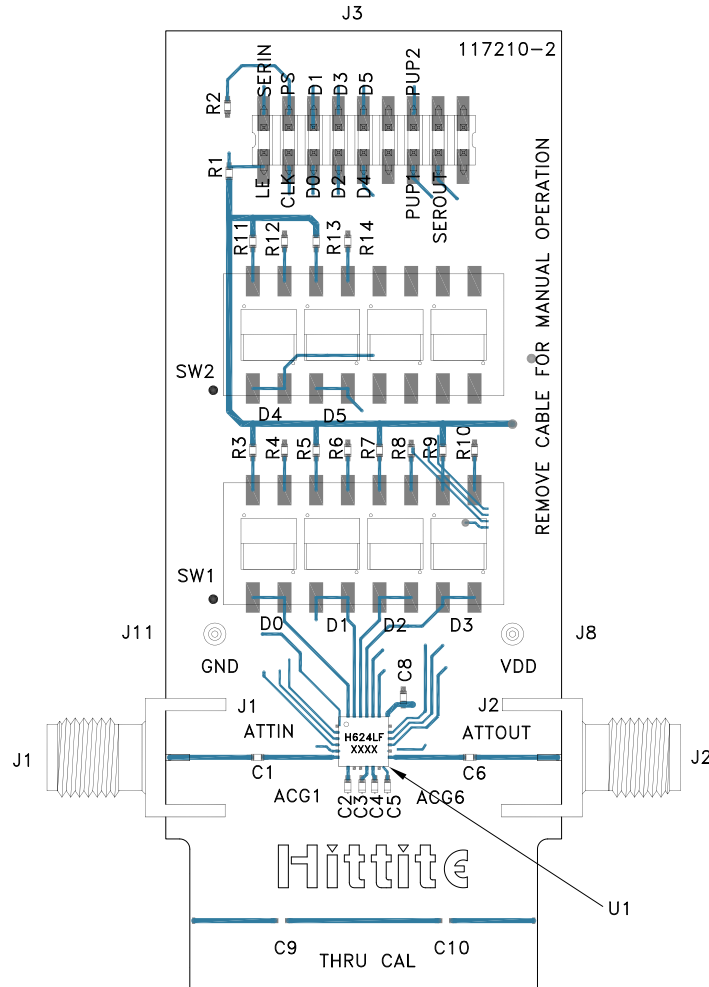 J3
117210-2
SERIN
PS
D1
D3
D5
PUP2
R2
R1
LE
CLK
D0
D2
D4
PUP1
SEROUT
R11
R12
R13
R14
REMOVE CABLE FOR MANUAL OPERATION
SW2
D4
D5
R3
R4
R5
R6
R7
R8
R9
R10
SW1
D0
D1
D2
D3
J11
J8
GND
VDD
C8
J1
J2
ATTIN
ATTOUT
H624LF
XXXX
J1
J2
C1
C6
ACG1
C2
C3
C4
C5
ACG6
Hittite
U1
C9
C10
THRU CAL